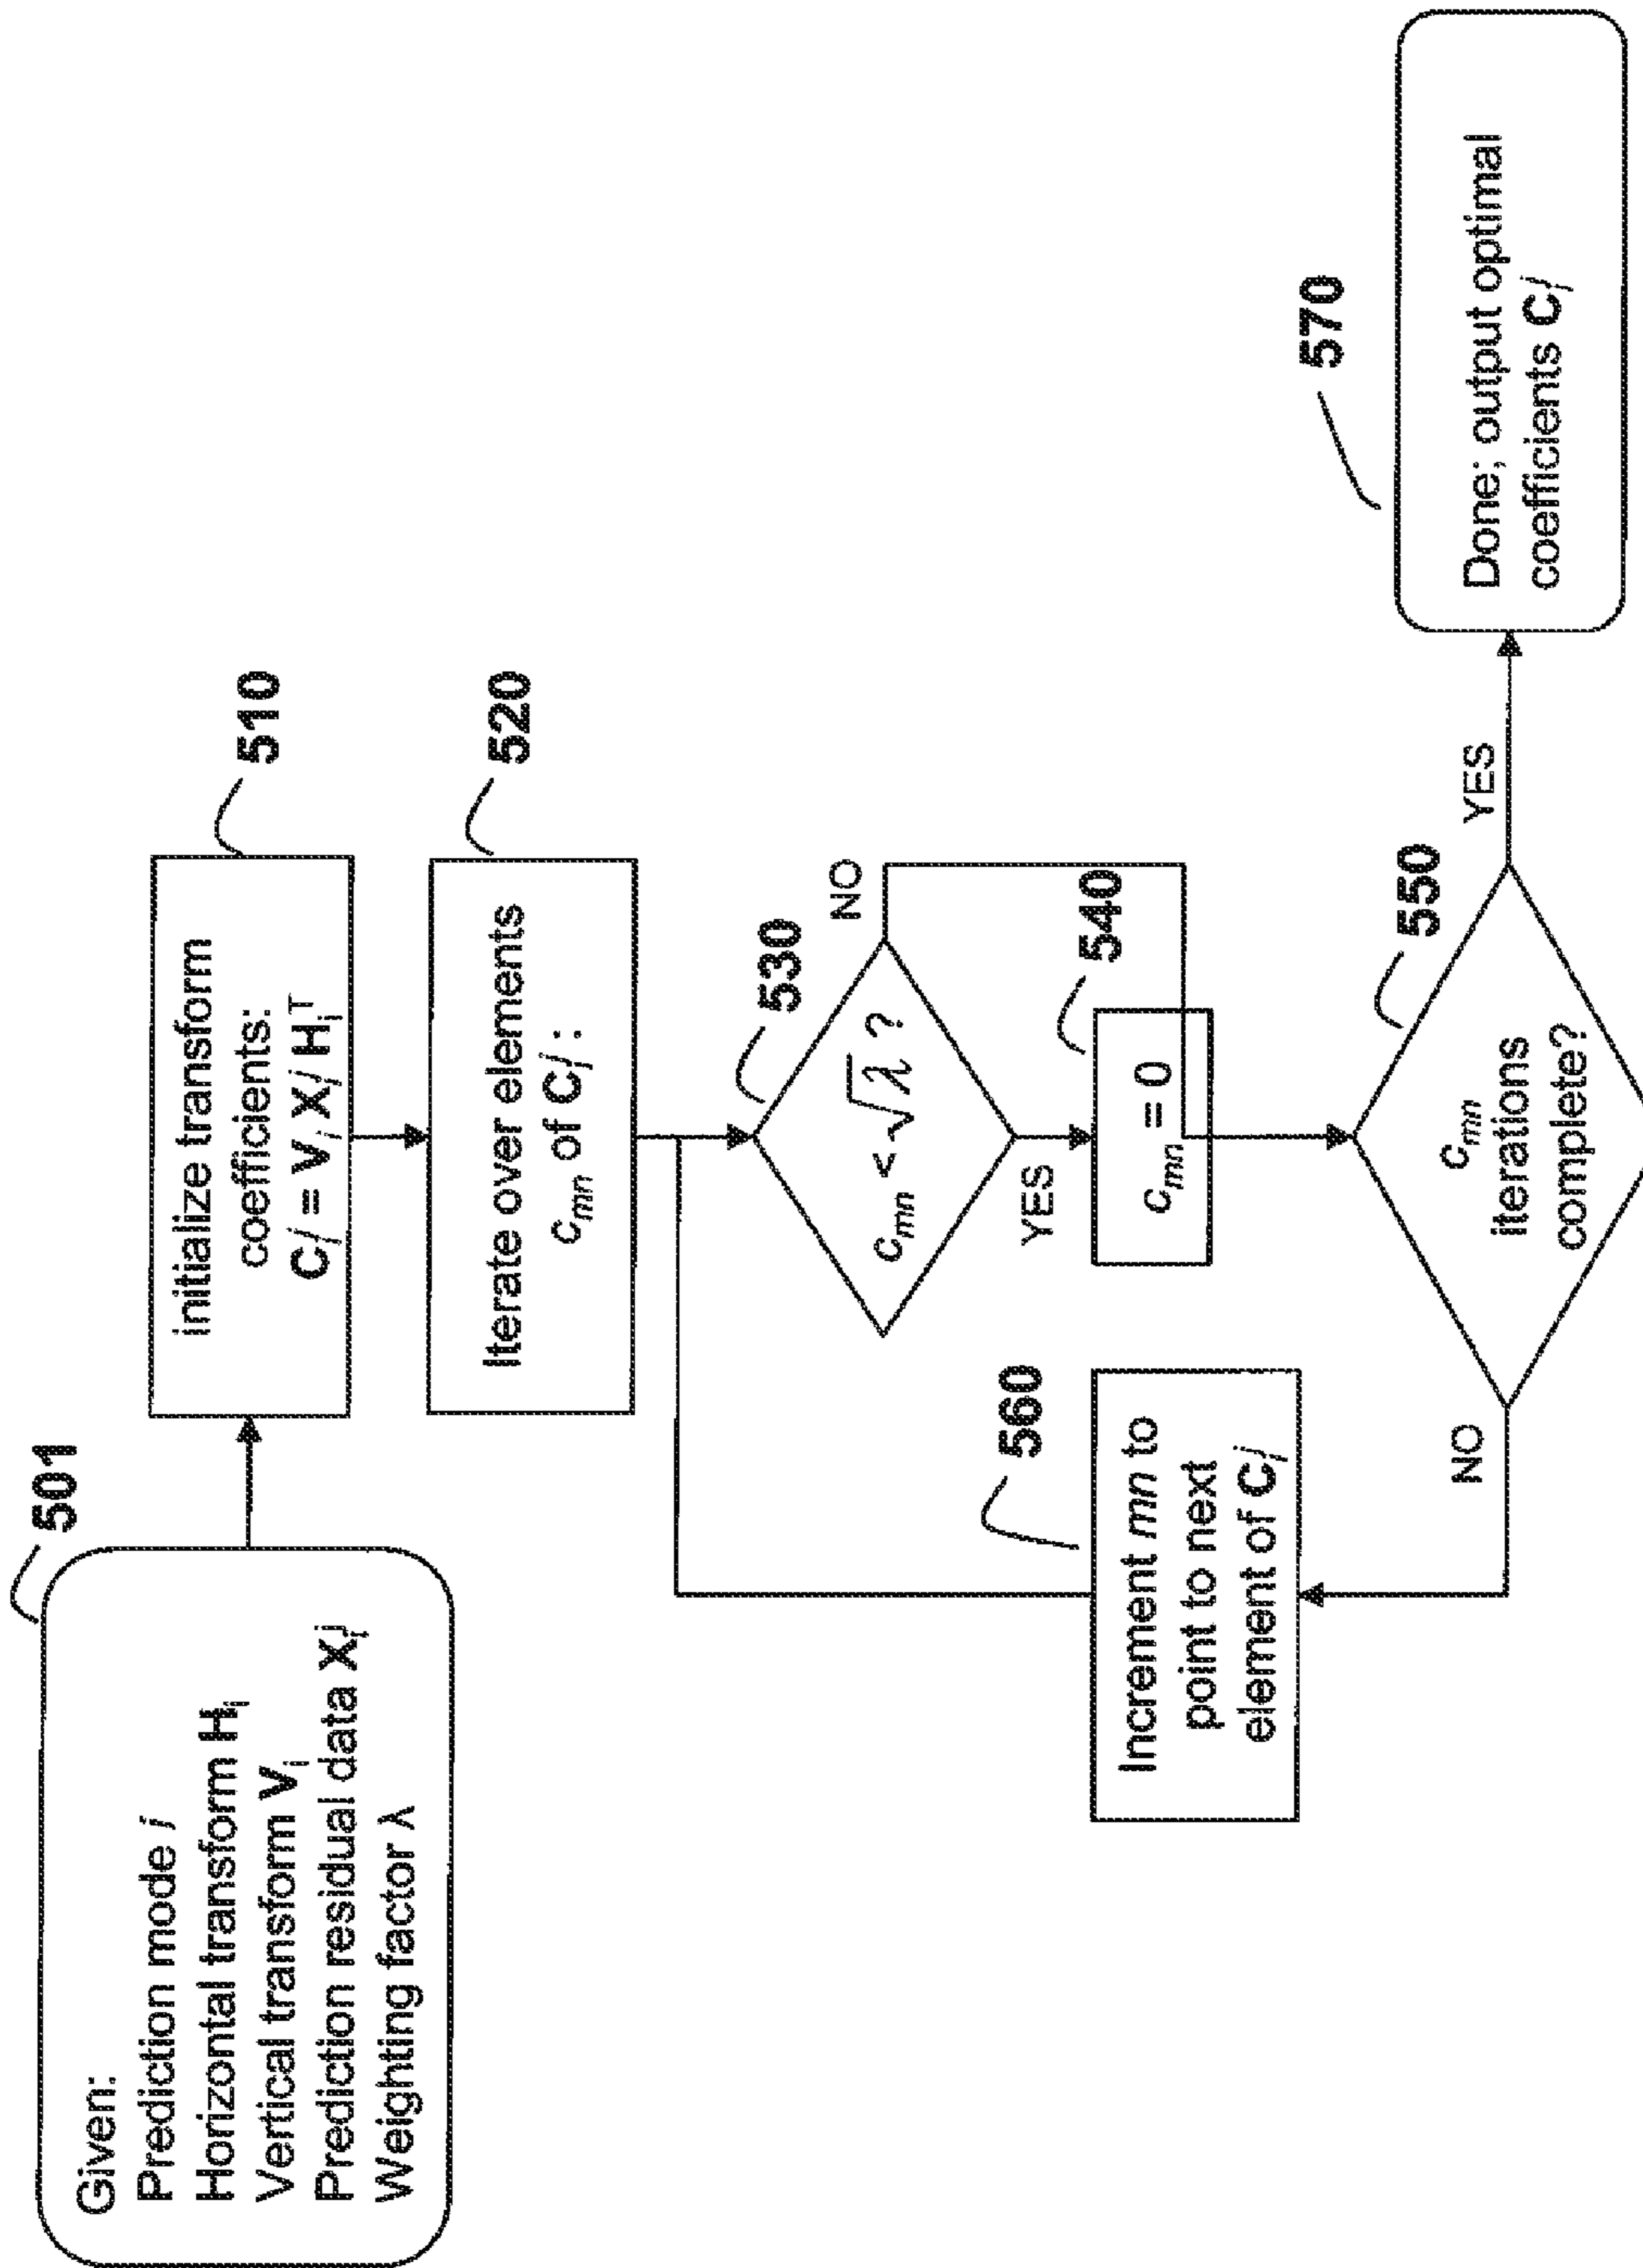 501
Given:
Prediction mode i
Horizontal transform Hᵢ
Vertical transform Vᵢ
Prediction residual data Xᵢʲ
Weighting factor λ
510
initialize transform
coefficients:
Cᵢʲ = Vᵢ Xᵢʲ Hᵢᵀ
520
Iterate over elements
cₘₙ of Cᵢʲ :
530
cₘₙ < √λ ?
NO
YES
540
cₘₙ = 0
550
cₘₙ
iterations
complete?
NO
YES
560
Increment mn to
point to next
element of Cᵢʲ
570
Done; output optimal
coefficients Cᵢʲ